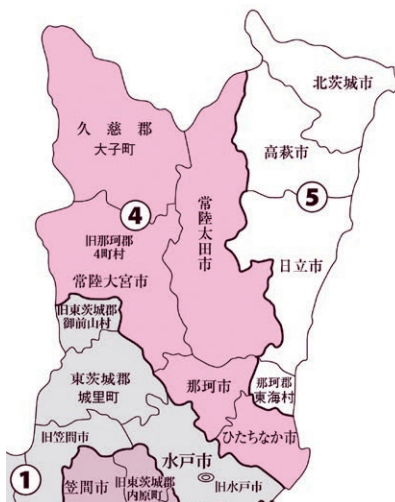 北茨城市
久慈郡
大子町
高萩市
常陸太田市
5
4
旧那珂郡
4町村
日立市
常陸大宮市
旧東茨城郡
御前山村
東茨城郡
城里町
那珂市
那珂郡
東海村
旧笠間市
ひたちなか市
水戸市
1
笠間市
旧東茨城郡
内原町
旧水戸市